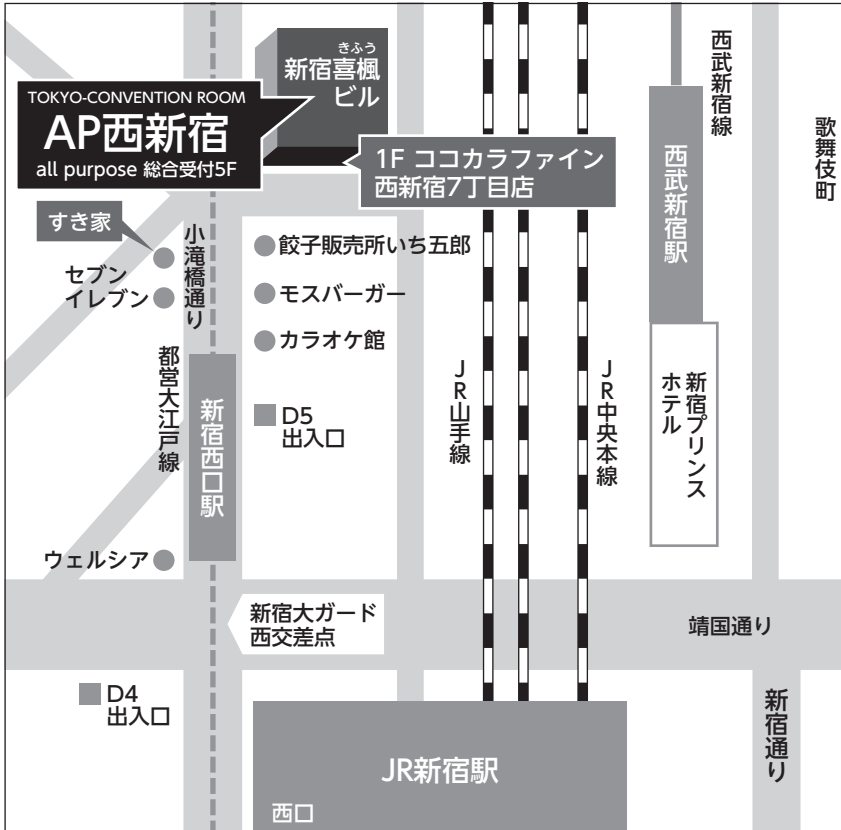 きふう
新宿喜楓
ビル
TOKYO-CONVENTION ROOM
AP西新宿
all purpose 総合受付5F
1F ココカラファイン
西新宿7丁目店
西武新宿線
歌舞伎町
西武新宿駅
すき家
小滝橋通り
セブン
イレブン
餃子販売所いち五郎
モスバーガー
カラオケ館
都営大江戸線
新宿西口駅
D5
出入口
JR山手線
JR中央本線
新宿プリンス
ホテル
ウェルシア
新宿大ガード
西交差点
靖国通り
D4
出入口
新宿通り
JR新宿駅
西口